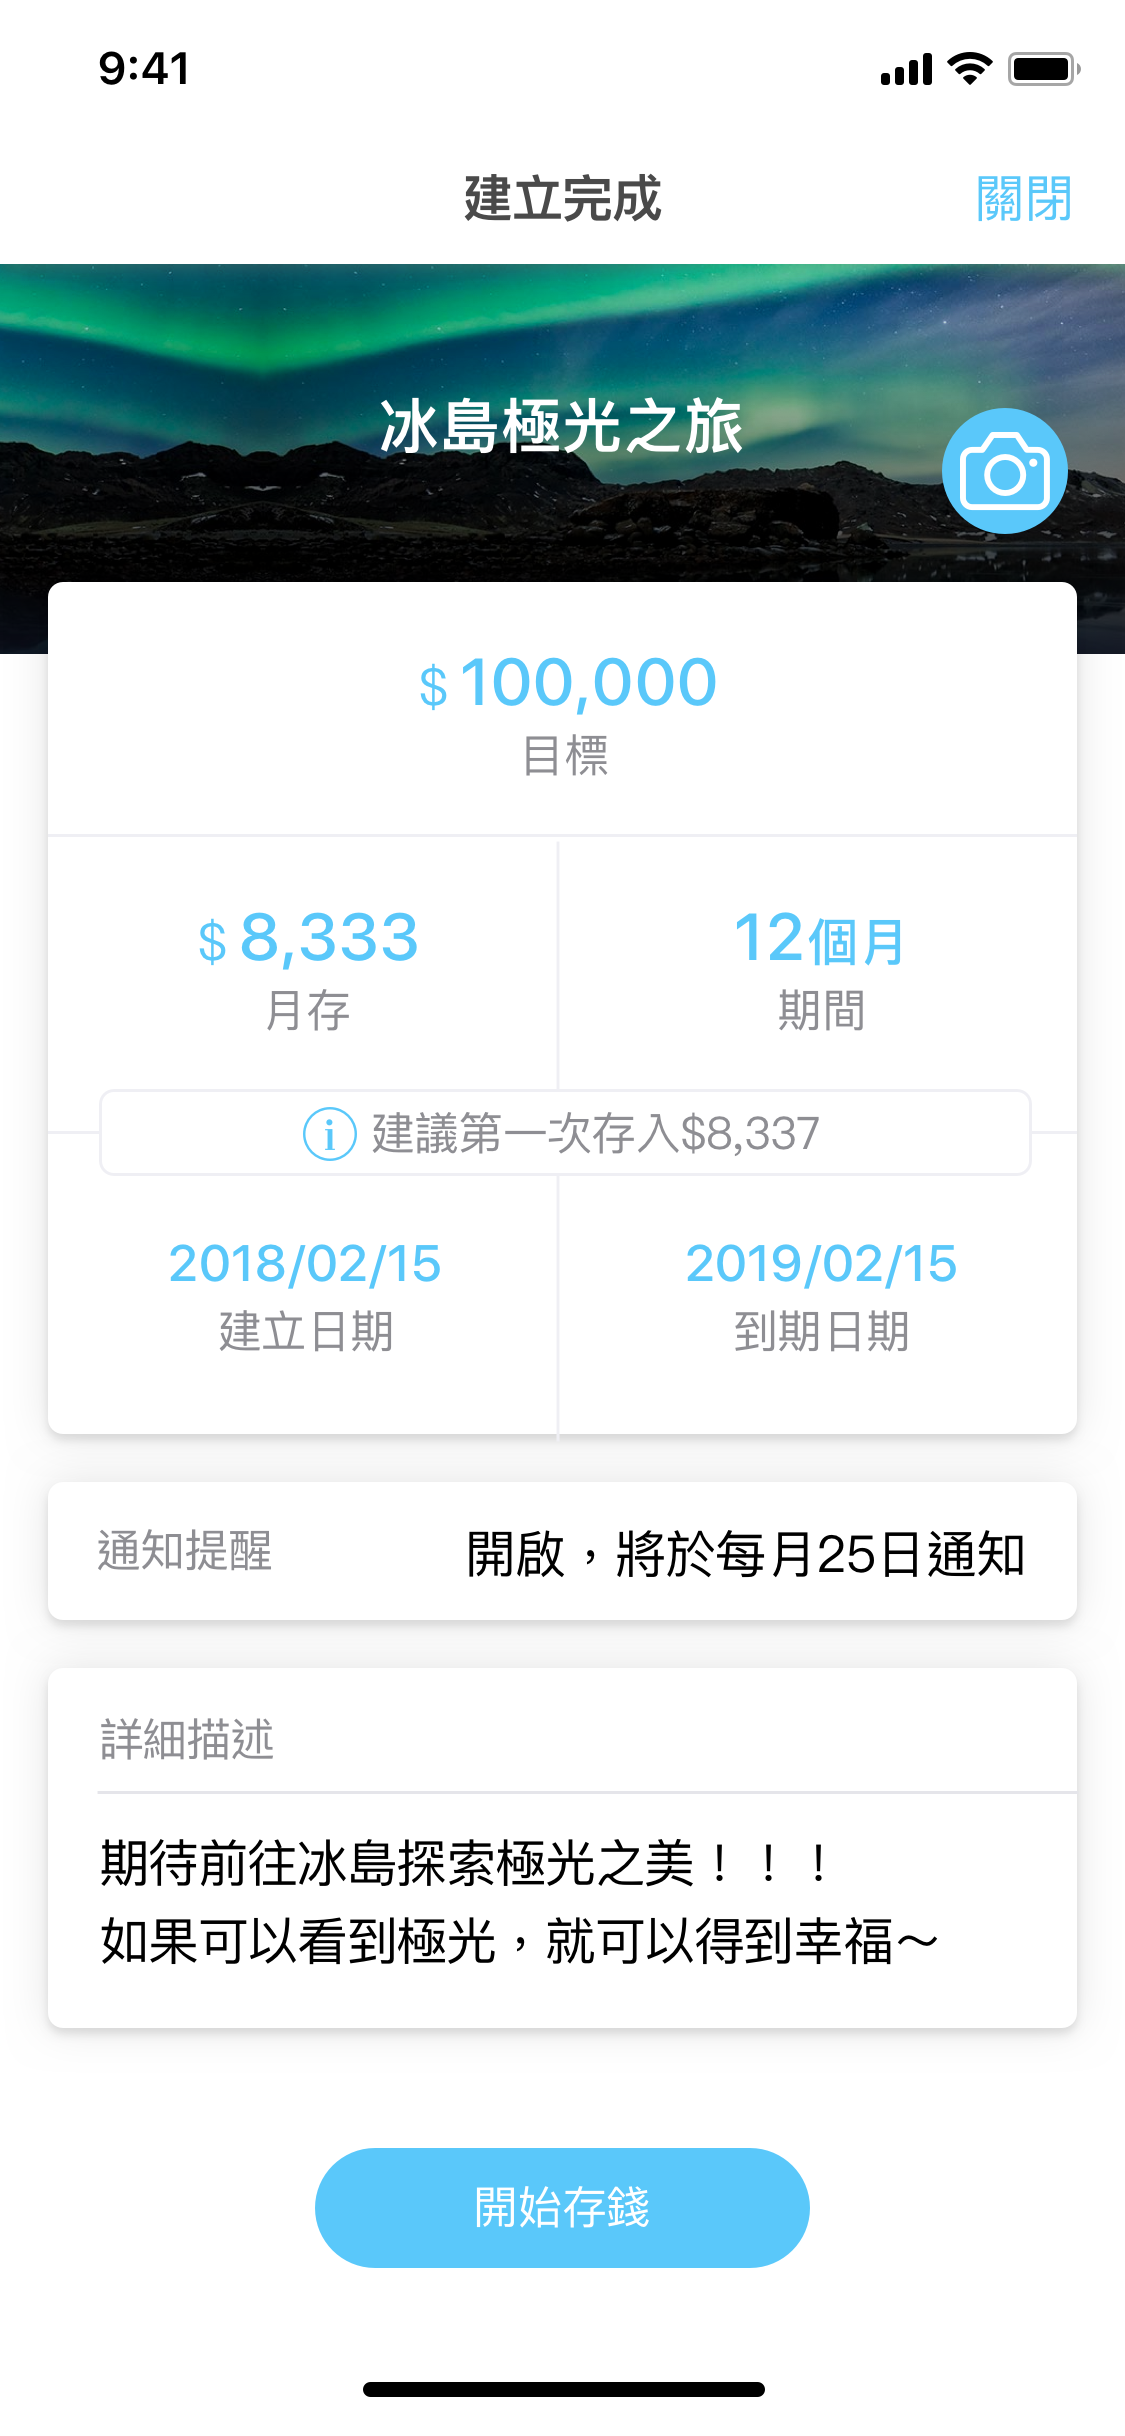 9:41
建立完成
關閉
冰島極光之旅
$ 100,000
目標
$ 8,333
月存
12個月
期間
i 建議第一次存入$8,337
2018/02/15
建立日期
2019/02/15
到期日期
通知提醒
開啟，將於每月25日通知
詳細描述
期待前往冰島探索極光之美！！！
如果可以看到極光，就可以得到幸福～
開始存錢